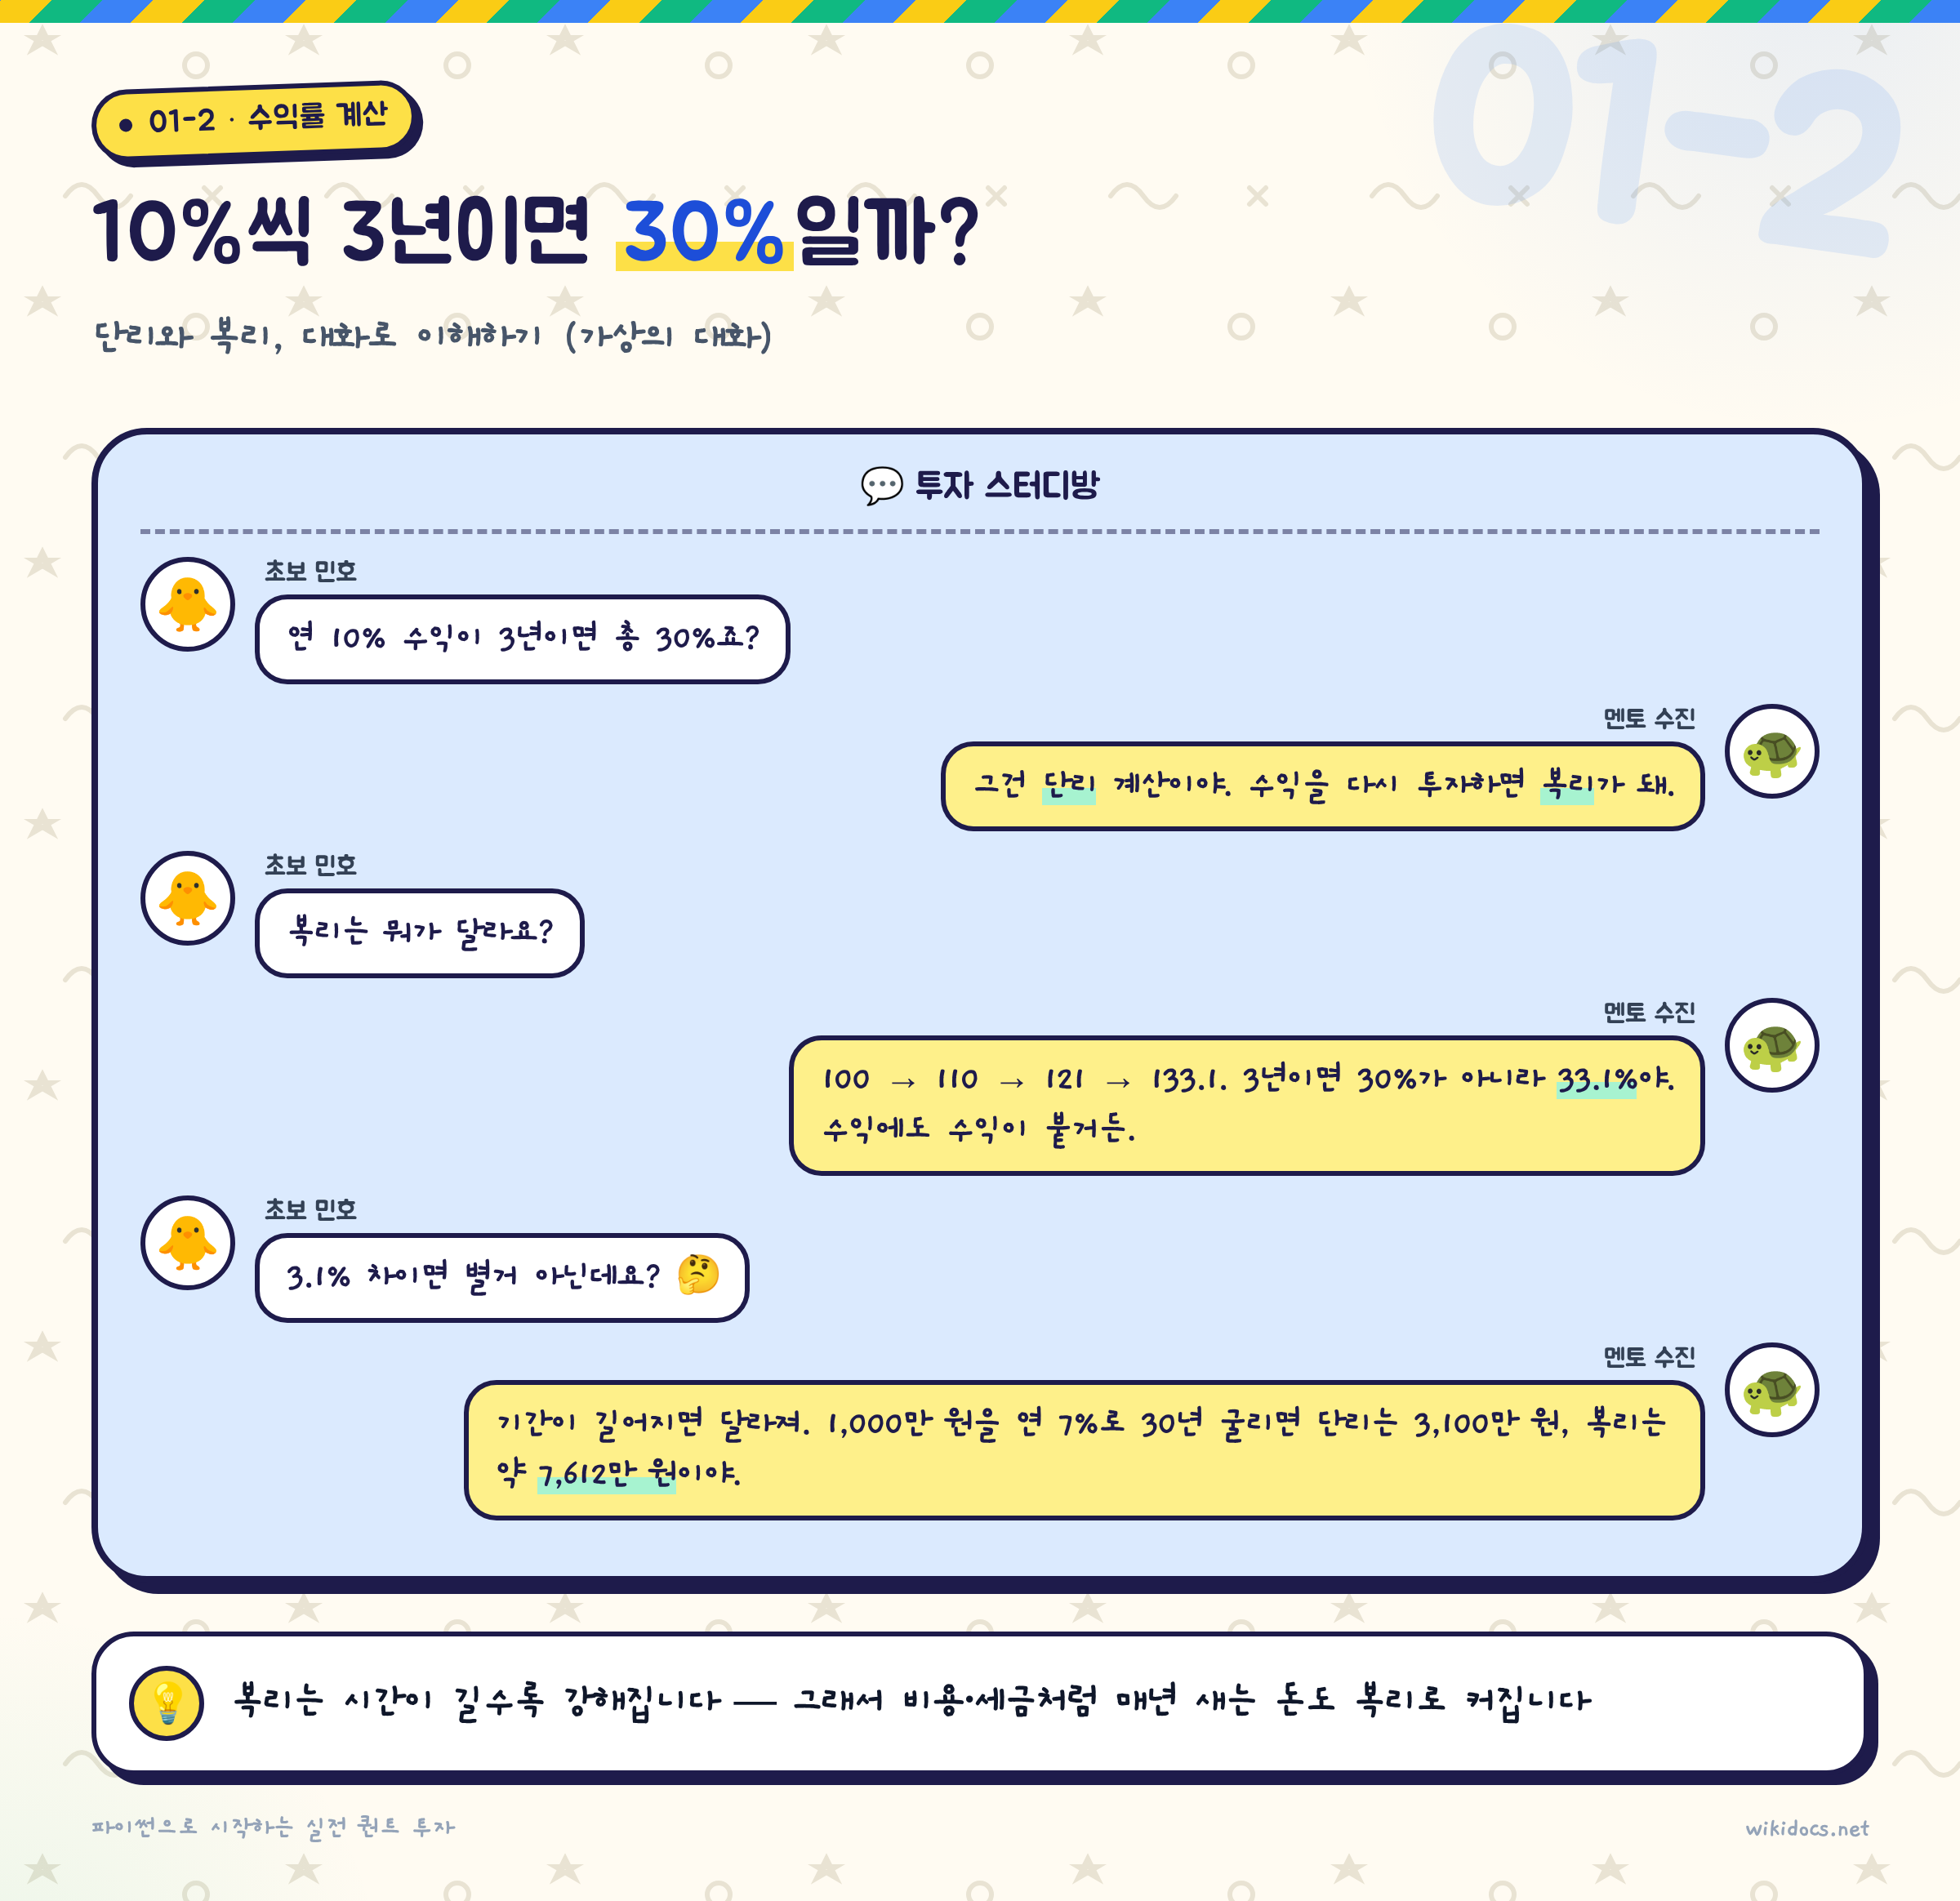 01-2
01-2 · 수익률 계산
10%씩 3년이면 30%일까?
단리와 복리, 대화로 이해하기 (가상의 대화)
💬 투자 스터디방
초보 민호
연 10% 수익이 3년이면 총 30%죠?
멘토 수진
그건 단리 계산이야. 수익을 다시 투자하면 복리가 돼.
초보 민호
복리는 뭐가 달라요?
멘토 수진
100 → 110 → 121 → 133.1. 3년이면 30%가 아니라 33.1%야.
수익에도 수익이 붙거든.
초보 민호
3.1% 차이면 별거 아닌데요? 🤔
멘토 수진
기간이 길어지면 달라져. 1,000만 원을 연 7%로 30년 굴리면 단리는 3,100만 원, 복리는
약 7,612만 원이야.
복리는 시간이 길수록 강해집니다 — 그래서 비용·세금처럼 매년 새는 돈도 복리로 커집니다
파이썬으로 시작하는 실전 퀀트 투자
wikidocs.net